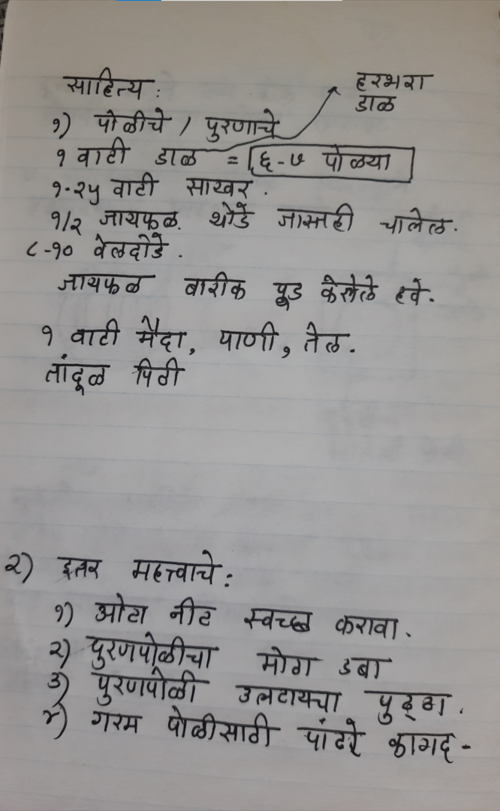 साहित्य :
हरभरा
डाळ
१) पोळीचे / पुरणाचे
१ वाटी डाळ = ६-७ पोळ्या
१.२५ वाटी साखर.
१/२ जायफळ. थोडे जास्तही चालेल.
८-१० वेलदोडे.
जायफळ बारीक पूड केलेले हवे.
१ वाटी मैदा, पाणी, तेल.
तांदूळ पिठी
२) इतर महत्त्वाचे :
१) ओटा नीट स्वच्छ करावा.
२) पुरणपोळीचा मोठा डबा
३) पुरणपोळी उलटायचा पुठ्ठा.
४) गरम पोळीसाठी पांढरे कागद -